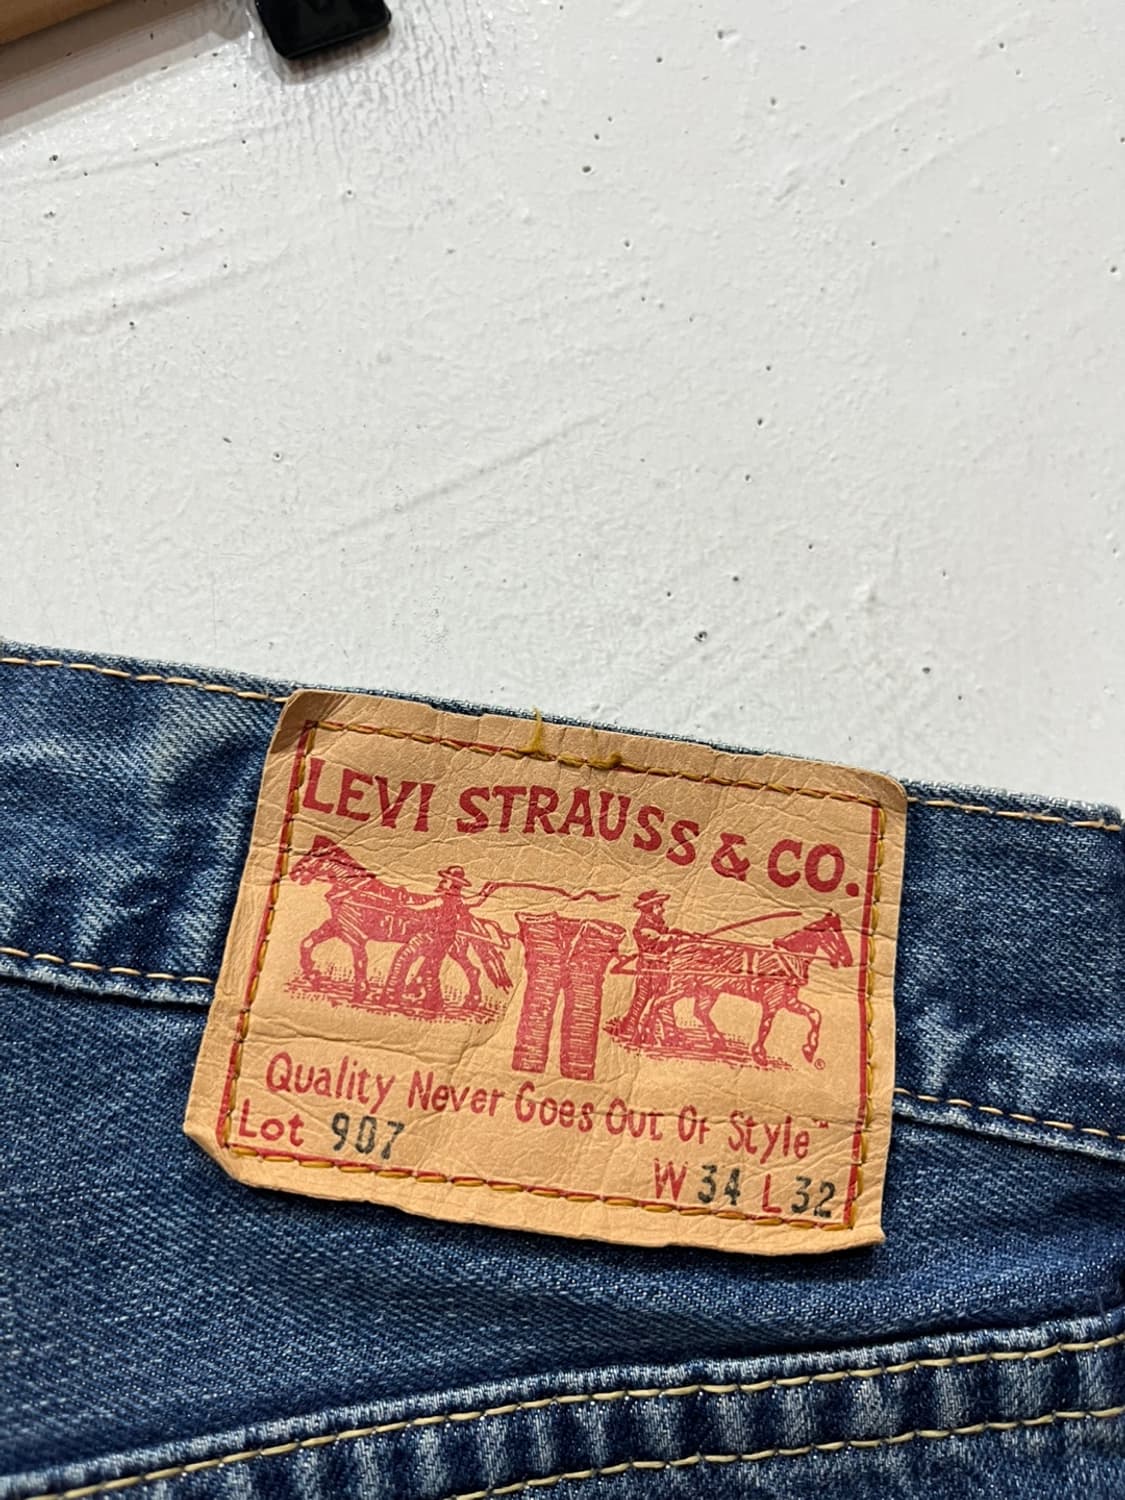 LEVI STRAUSS & CO.
®
Quality Never Goes Out Of Style™
Lot 907
W 34 L 32